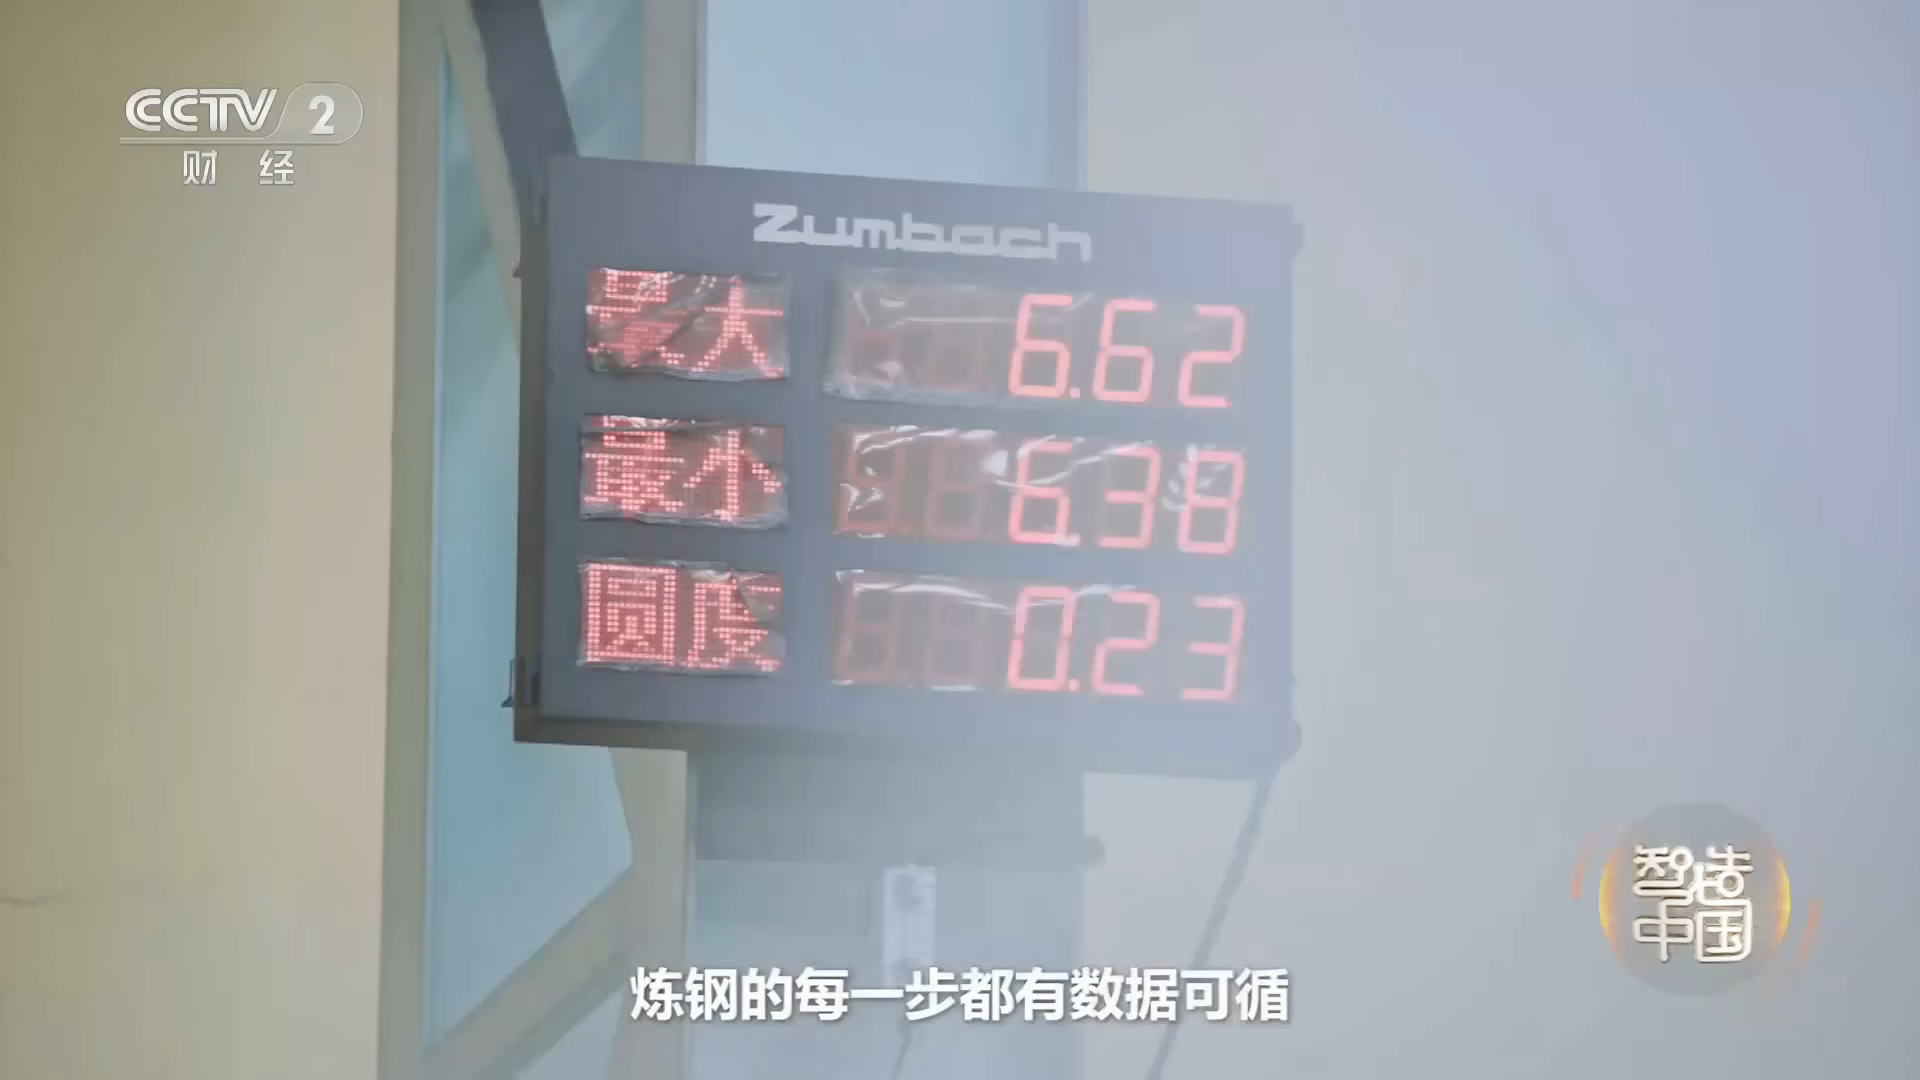 CCTV 2
财 经
Zumbach
最大 6.62
最小 6.38
圆度 0.23
智造
中国
炼钢的每一步都有数据可循